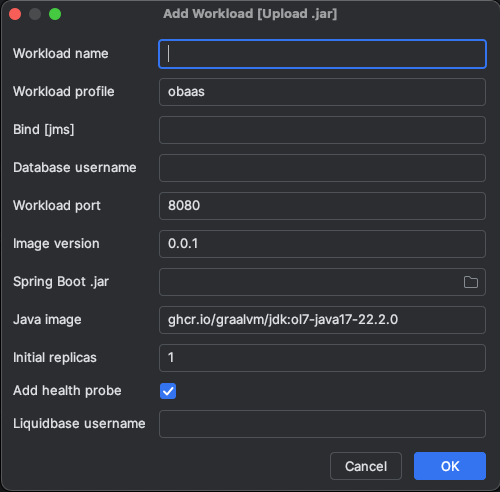 Add Workload [Upload .jar]
Workload name
Workload profile obaas
Bind [jms]
Database username
Workload port 8080
Image version 0.0.1
Spring Boot .jar
Java image ghcr.io/graalvm/jdk:ol7-java17-22.2.0
Initial replicas 1
Add health probe
Liquidbase username
Cancel OK